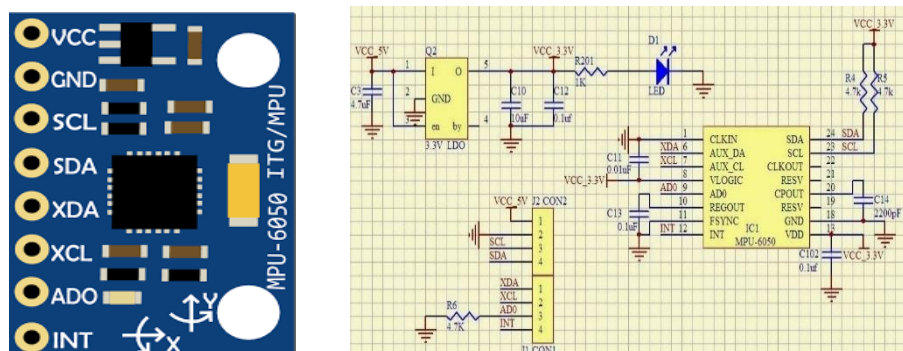 VCC
GND
SCL
SDA
XDA
XCL
ADO
INT
MPU-6050 ITG/MPU
Y
X
VCC_5V
Q2
VCC_3.3V
1 I O 5
2 GND
3 en by 4
3.3V LDO
C3
4.7uF
C10
10uF
C12
0.1uf
R201
1K
D1
LED
VCC_3.3V
R4
4.7k
R5
4.7k
1 CLKIN SDA 24 SDA
XDA 6 AUX_DA SCL 23 SCL
XCL 7 AUX_CL CLKOUT 22
VCC_3.3V 8 VLOGIC RESV 21
AD0 9 AD0 CPOUT 20
10 REGOUT RESV 19
11 FSYNC GND 18
INT 12 INT VDD 13
IC1
MPU-6050
C11
0.01uF
C13
0.1uF
C14
2200pF
C102
0.1uf
VCC_3.3V
J2 CON2
VCC_5V
1
2
SCL 3
SDA 4
XDA 1
XCL 2
AD0 3
INT 4
J1 CON1
R6
4.7K